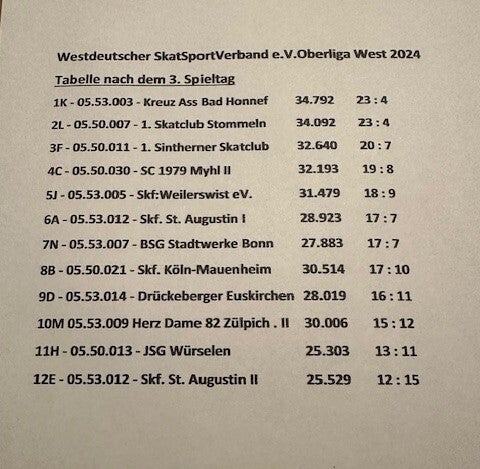 Westdeutscher SkatSportVerband e.V.Oberliga West 2024
Tabelle nach dem 3. Spieltag
1K - 05.53.003 - Kreuz Ass Bad Honnef 34.792 23 : 4
2L - 05.50.007 - 1. Skatclub Stommeln 34.092 23 : 4
3F - 05.50.011 - 1. Sintherner Skatclub 32.640 20 : 7
4C - 05.50.030 - SC 1979 Myhl II 32.193 19 : 8
5J - 05.53.005 - Skf:Weilerswist eV. 31.479 18 : 9
6A - 05.53.012 - Skf. St. Augustin I 28.923 17 : 7
7N - 05.53.007 - BSG Stadtwerke Bonn 27.883 17 : 7
8B - 05.50.021 - Skf. Köln-Mauenheim 30.514 17 : 10
9D - 05.53.014 - Drückeberger Euskirchen 28.019 16 : 11
10M 05.53.009 Herz Dame 82 Zülpich . II 30.006 15 : 12
11H - 05.50.013 - JSG Würselen 25.303 13 : 11
12E - 05.53.012 - Skf. St. Augustin II 25.529 12 : 15